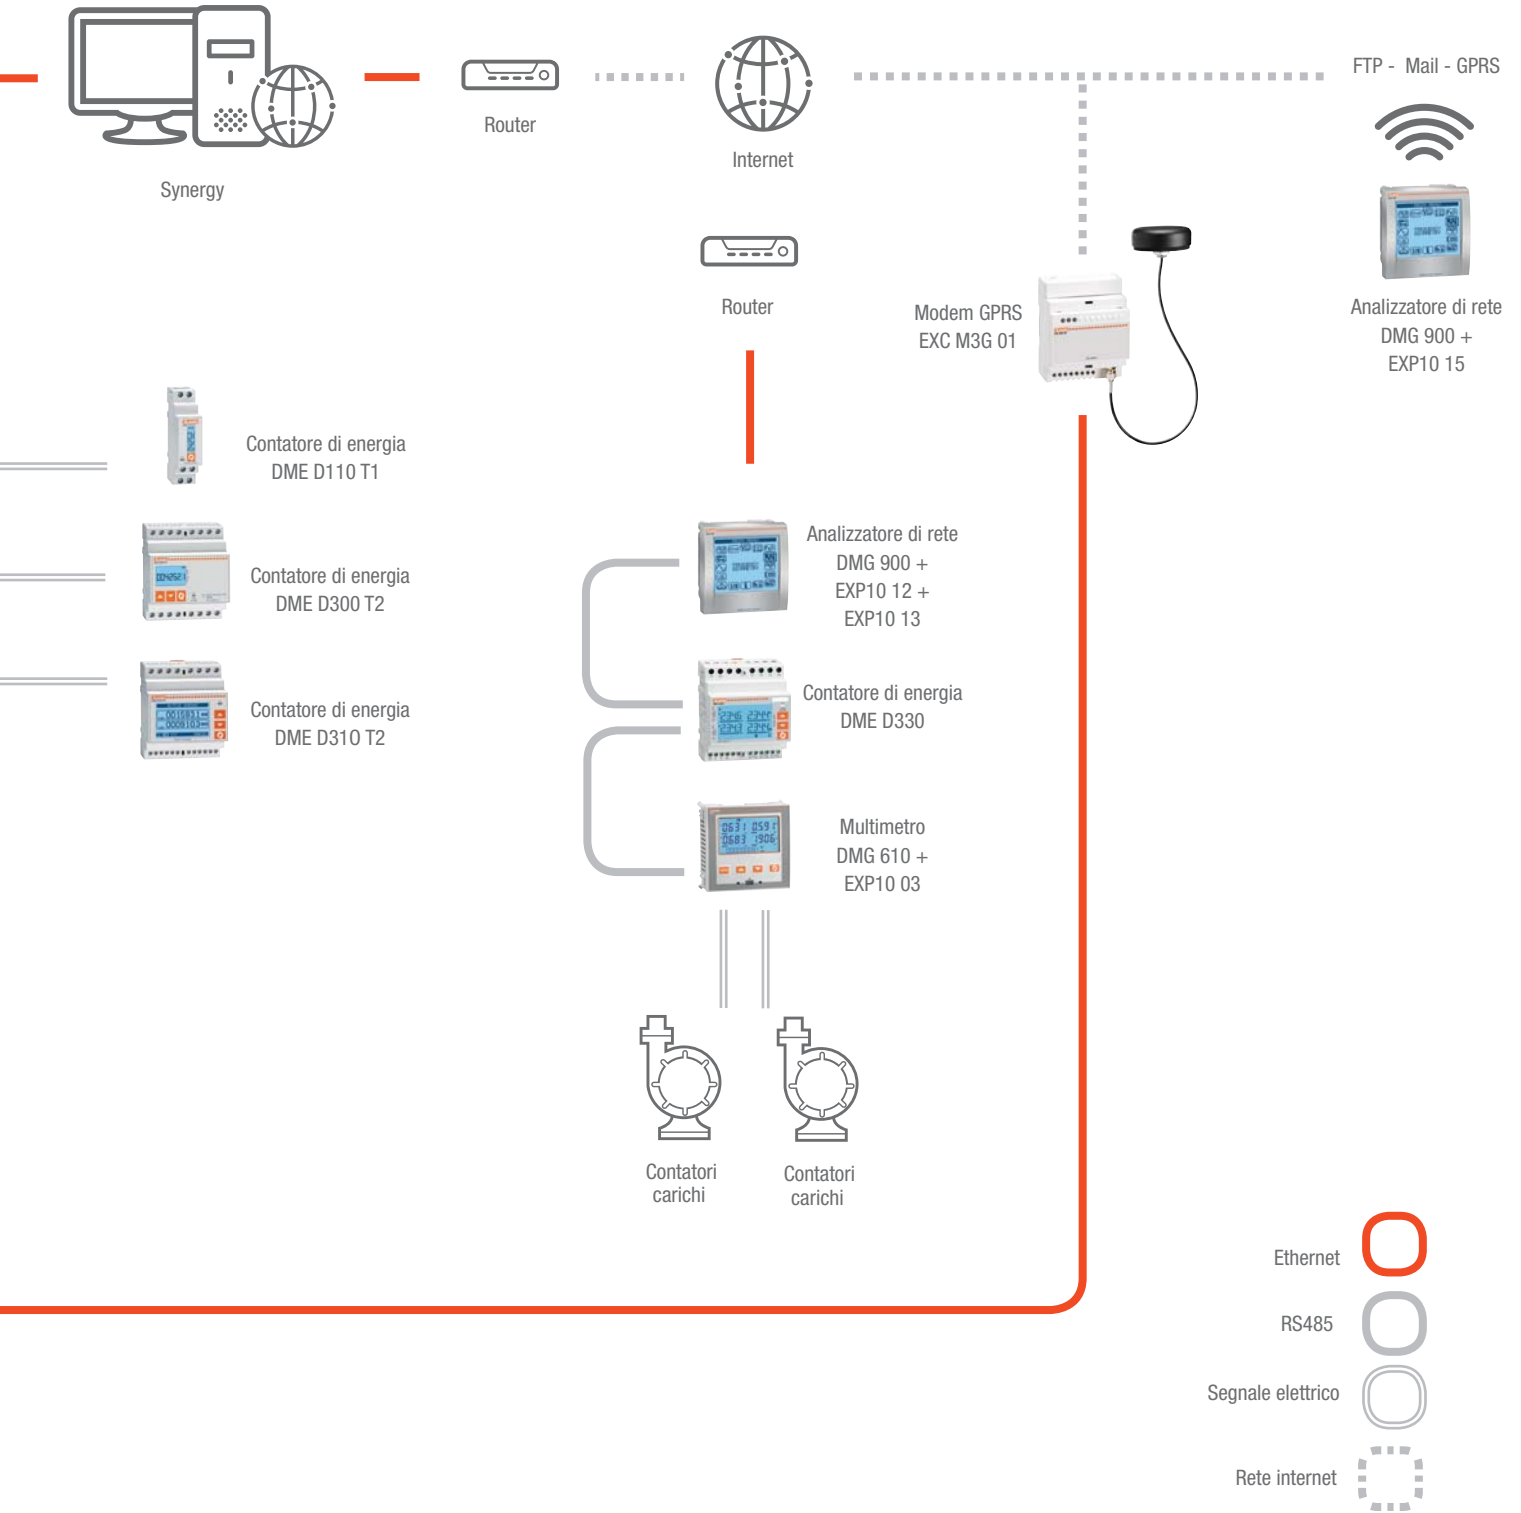 Synergy
Router
Internet
FTP - Mail - GPRS
Router
Modem GPRS
EXC M3G 01
Analizzatore di rete
DMG 900 +
EXP10 15
Contatore di energia
DME D110 T1
Contatore di energia
DME D300 T2
Contatore di energia
DME D310 T2
Analizzatore di rete
DMG 900 +
EXP10 12 +
EXP10 13
Contatore di energia
DME D330
Multimetro
DMG 610 +
EXP10 03
Contatori
carichi
Contatori
carichi
Ethernet
RS485
Segnale elettrico
Rete internet